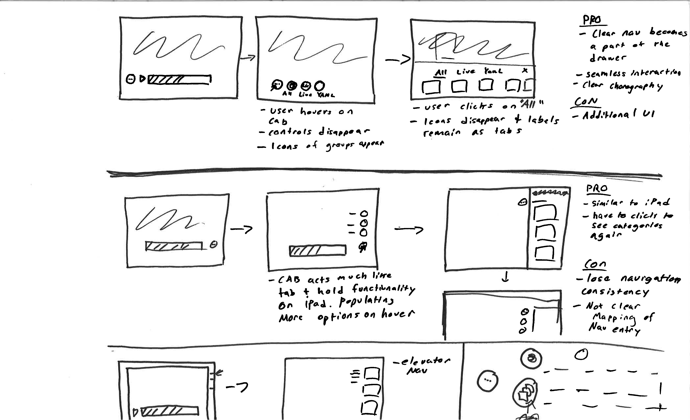 All Live YAHL
- user hovers on
CAB
- controls disappear
- Icons of groups appear
All Live YAHL x
- user clicks on "All"
- Icons disappear & labels
remain as tabs
PRO
- Clear nav becomes
a part of the
drawer
- seamless interaction
- Clear
CON
- Additional UI
- CAB acts much like
tab & hold functionality
On iPad. Populating
More options on hover
PRO
- Similar to iPad
- have to click to
see categories
again
Con
- lose navigation
consistency
- Not clear
Mapping of
Nav entry
- elevator
Nav